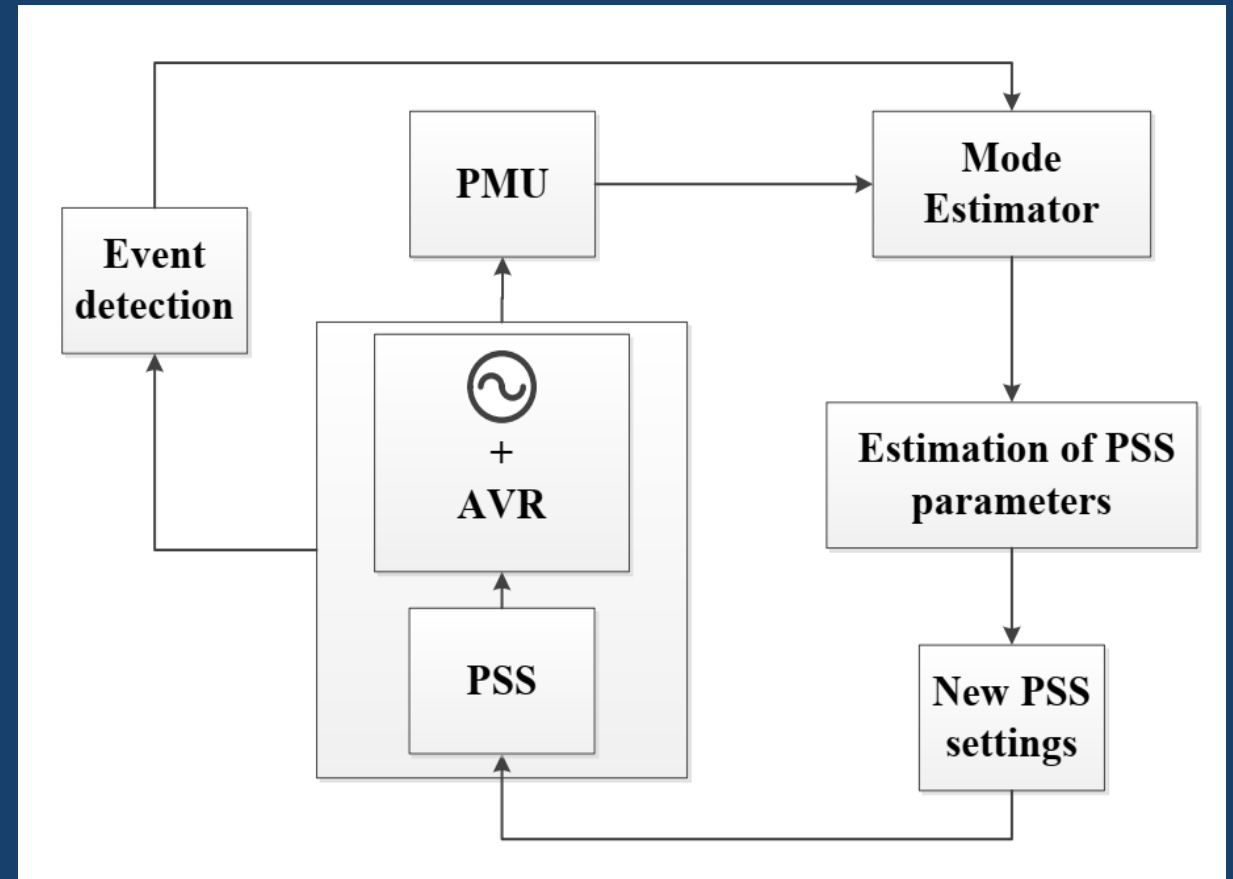 PMU
Mode
Estimator
Event
detection
+
AVR
Estimation of PSS
parameters
PSS
New PSS
settings